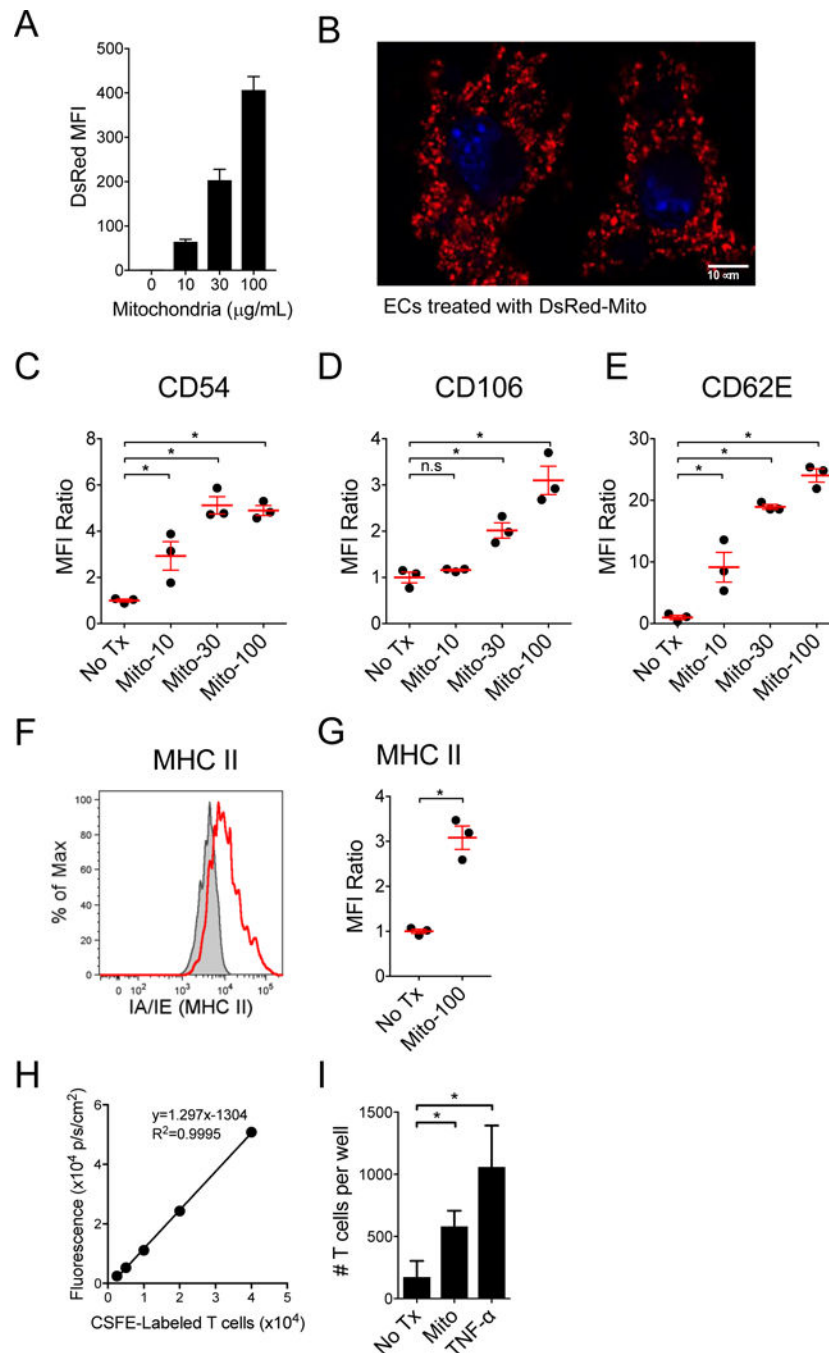 A
DsRed MFI
500
400
300
200
100
0
0 10 30 100
Mitochondria (μg/mL)
B
10 αm
ECs treated with DsRed-Mito
C
CD54
MFI Ratio
8
6
4
2
0
*
*
*
No Tx
Mito-10
Mito-30
Mito-100
D
CD106
MFI Ratio
4
3
2
1
0
*
*
n.s
No Tx
Mito-10
Mito-30
Mito-100
E
CD62E
MFI Ratio
30
20
10
0
*
*
*
No Tx
Mito-10
Mito-30
Mito-100
F
MHC II
% of Max
100
80
60
40
20
0
0 10² 10³ 10⁴ 10⁵
IA/IE (MHC II)
G
MHC II
MFI Ratio
4
3
2
1
0
*
No Tx
Mito-100
H
Fluorescence (x10⁴ p/s/cm²)
6
4
2
0
y=1.297x-1304
R²=0.9995
0 1 2 3 4 5
CSFE-Labeled T cells (x10⁴)
I
# T cells per well
1500
1000
500
0
*
*
No Tx
Mito
TNF-α